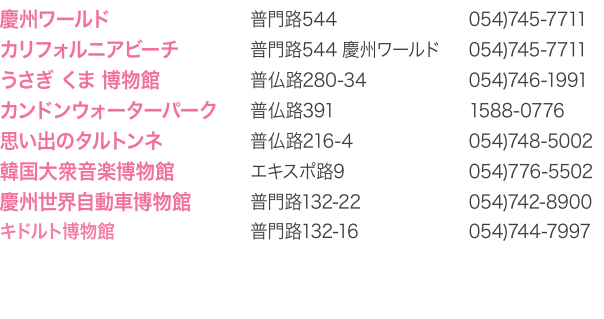 慶州ワールド 普門路544 054)745-7711
カリフォルニアビーチ 普門路544 慶州ワールド 054)745-7711
うさぎ くま 博物館 普仏路280-34 054)746-1991
カンドンウォーターパーク 普仏路391 1588-0776
思い出のタルトンネ 普仏路216-4 054)748-5002
韓国大衆音楽博物館 エキスポ路9 054)776-5502
慶州世界自動車博物館 普門路132-22 054)742-8900
キドルト博物館 普門路132-16 054)744-7997